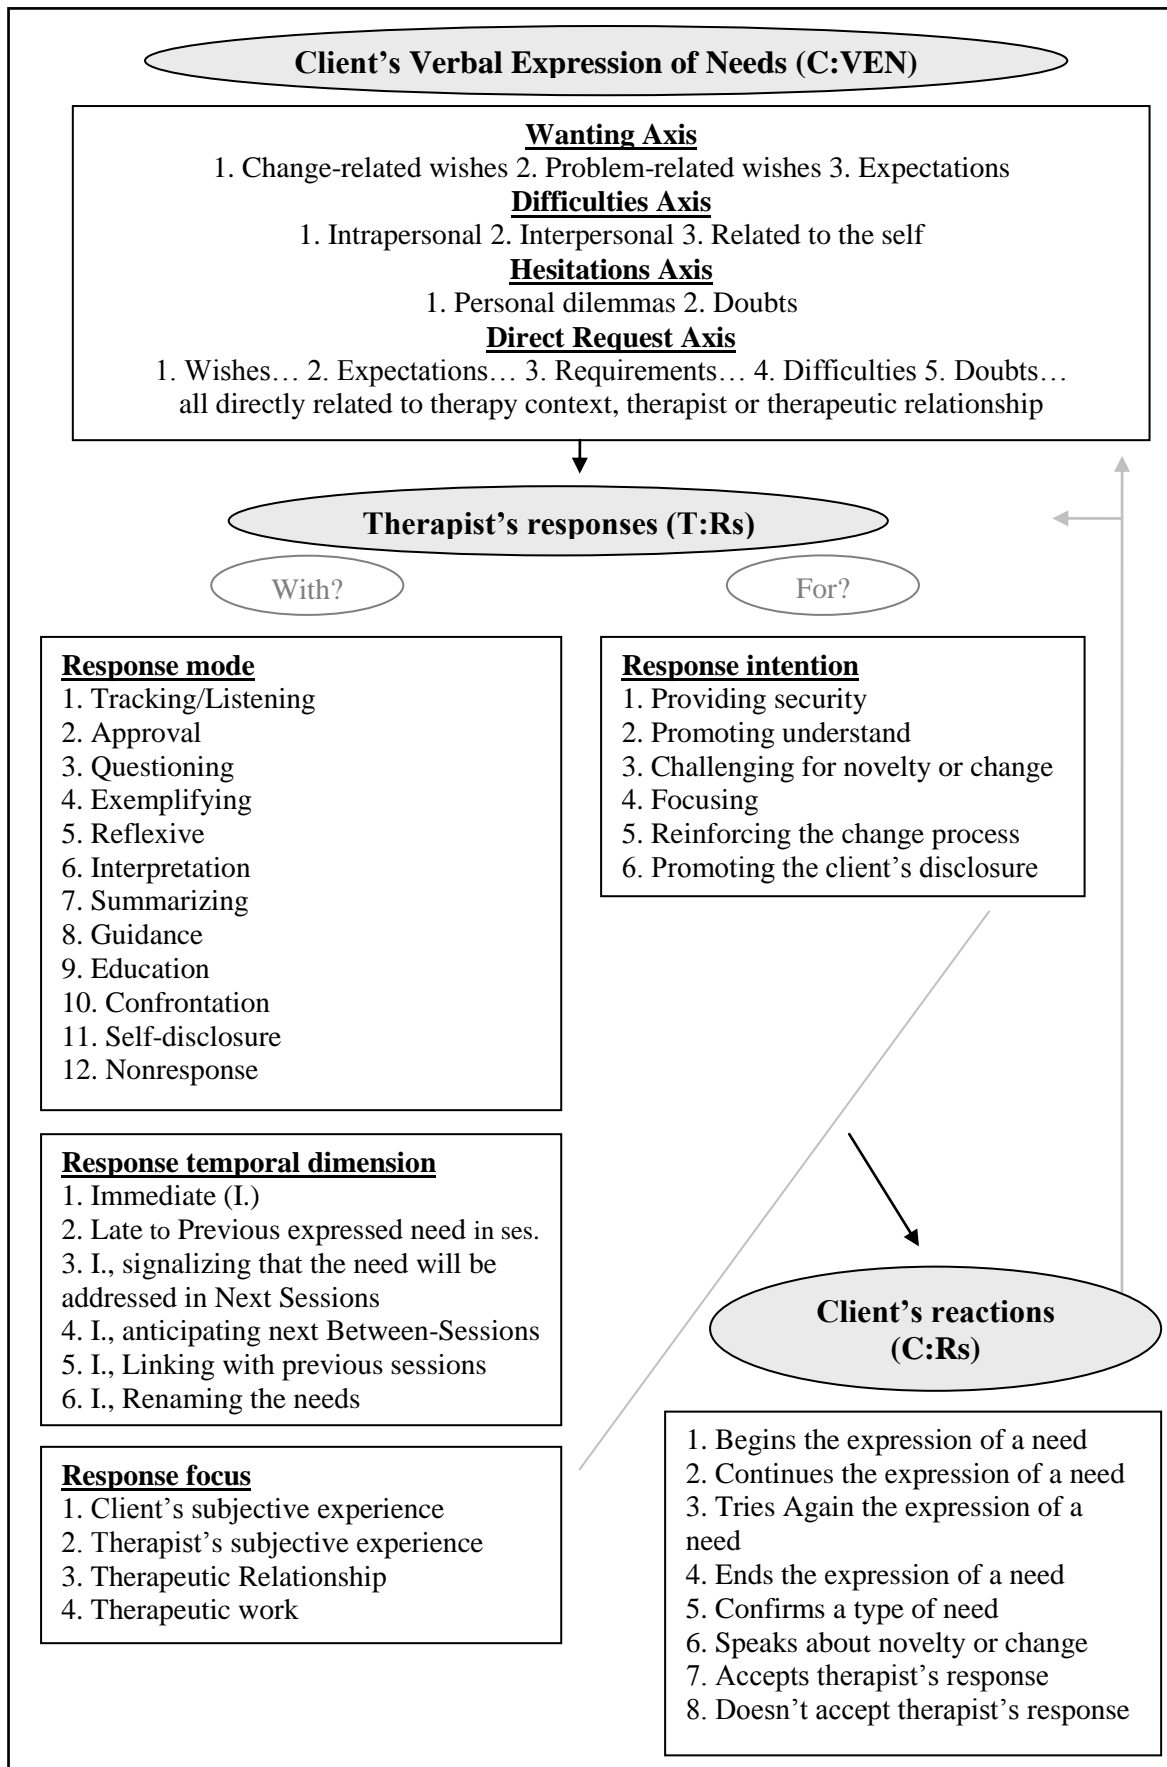 Client’s Verbal Expression of Needs (C:VEN)
Wanting Axis
1. Change-related wishes 2. Problem-related wishes 3. Expectations
Difficulties Axis
1. Intrapersonal 2. Interpersonal 3. Related to the self
Hesitations Axis
1. Personal dilemmas 2. Doubts
Direct Request Axis
1. Wishes… 2. Expectations… 3. Requirements… 4. Difficulties 5. Doubts…
all directly related to therapy context, therapist or therapeutic relationship
Therapist’s responses (T:Rs)
With?
For?
Response mode
1. Tracking/Listening
2. Approval
3. Questioning
4. Exemplifying
5. Reflexive
6. Interpretation
7. Summarizing
8. Guidance
9. Education
10. Confrontation
11. Self-disclosure
12. Nonresponse
Response intention
1. Providing security
2. Promoting understand
3. Challenging for novelty or change
4. Focusing
5. Reinforcing the change process
6. Promoting the client’s disclosure
Response temporal dimension
1. Immediate (I.)
2. Late to Previous expressed need in ses.
3. I., signalizing that the need will be
addressed in Next Sessions
4. I., anticipating next Between-Sessions
5. I., Linking with previous sessions
6. I., Renaming the needs
Response focus
1. Client’s subjective experience
2. Therapist’s subjective experience
3. Therapeutic Relationship
4. Therapeutic work
Client’s reactions
(C:Rs)
1. Begins the expression of a need
2. Continues the expression of a need
3. Tries Again the expression of a
need
4. Ends the expression of a need
5. Confirms a type of need
6. Speaks about novelty or change
7. Accepts therapist’s response
8. Doesn’t accept therapist’s response